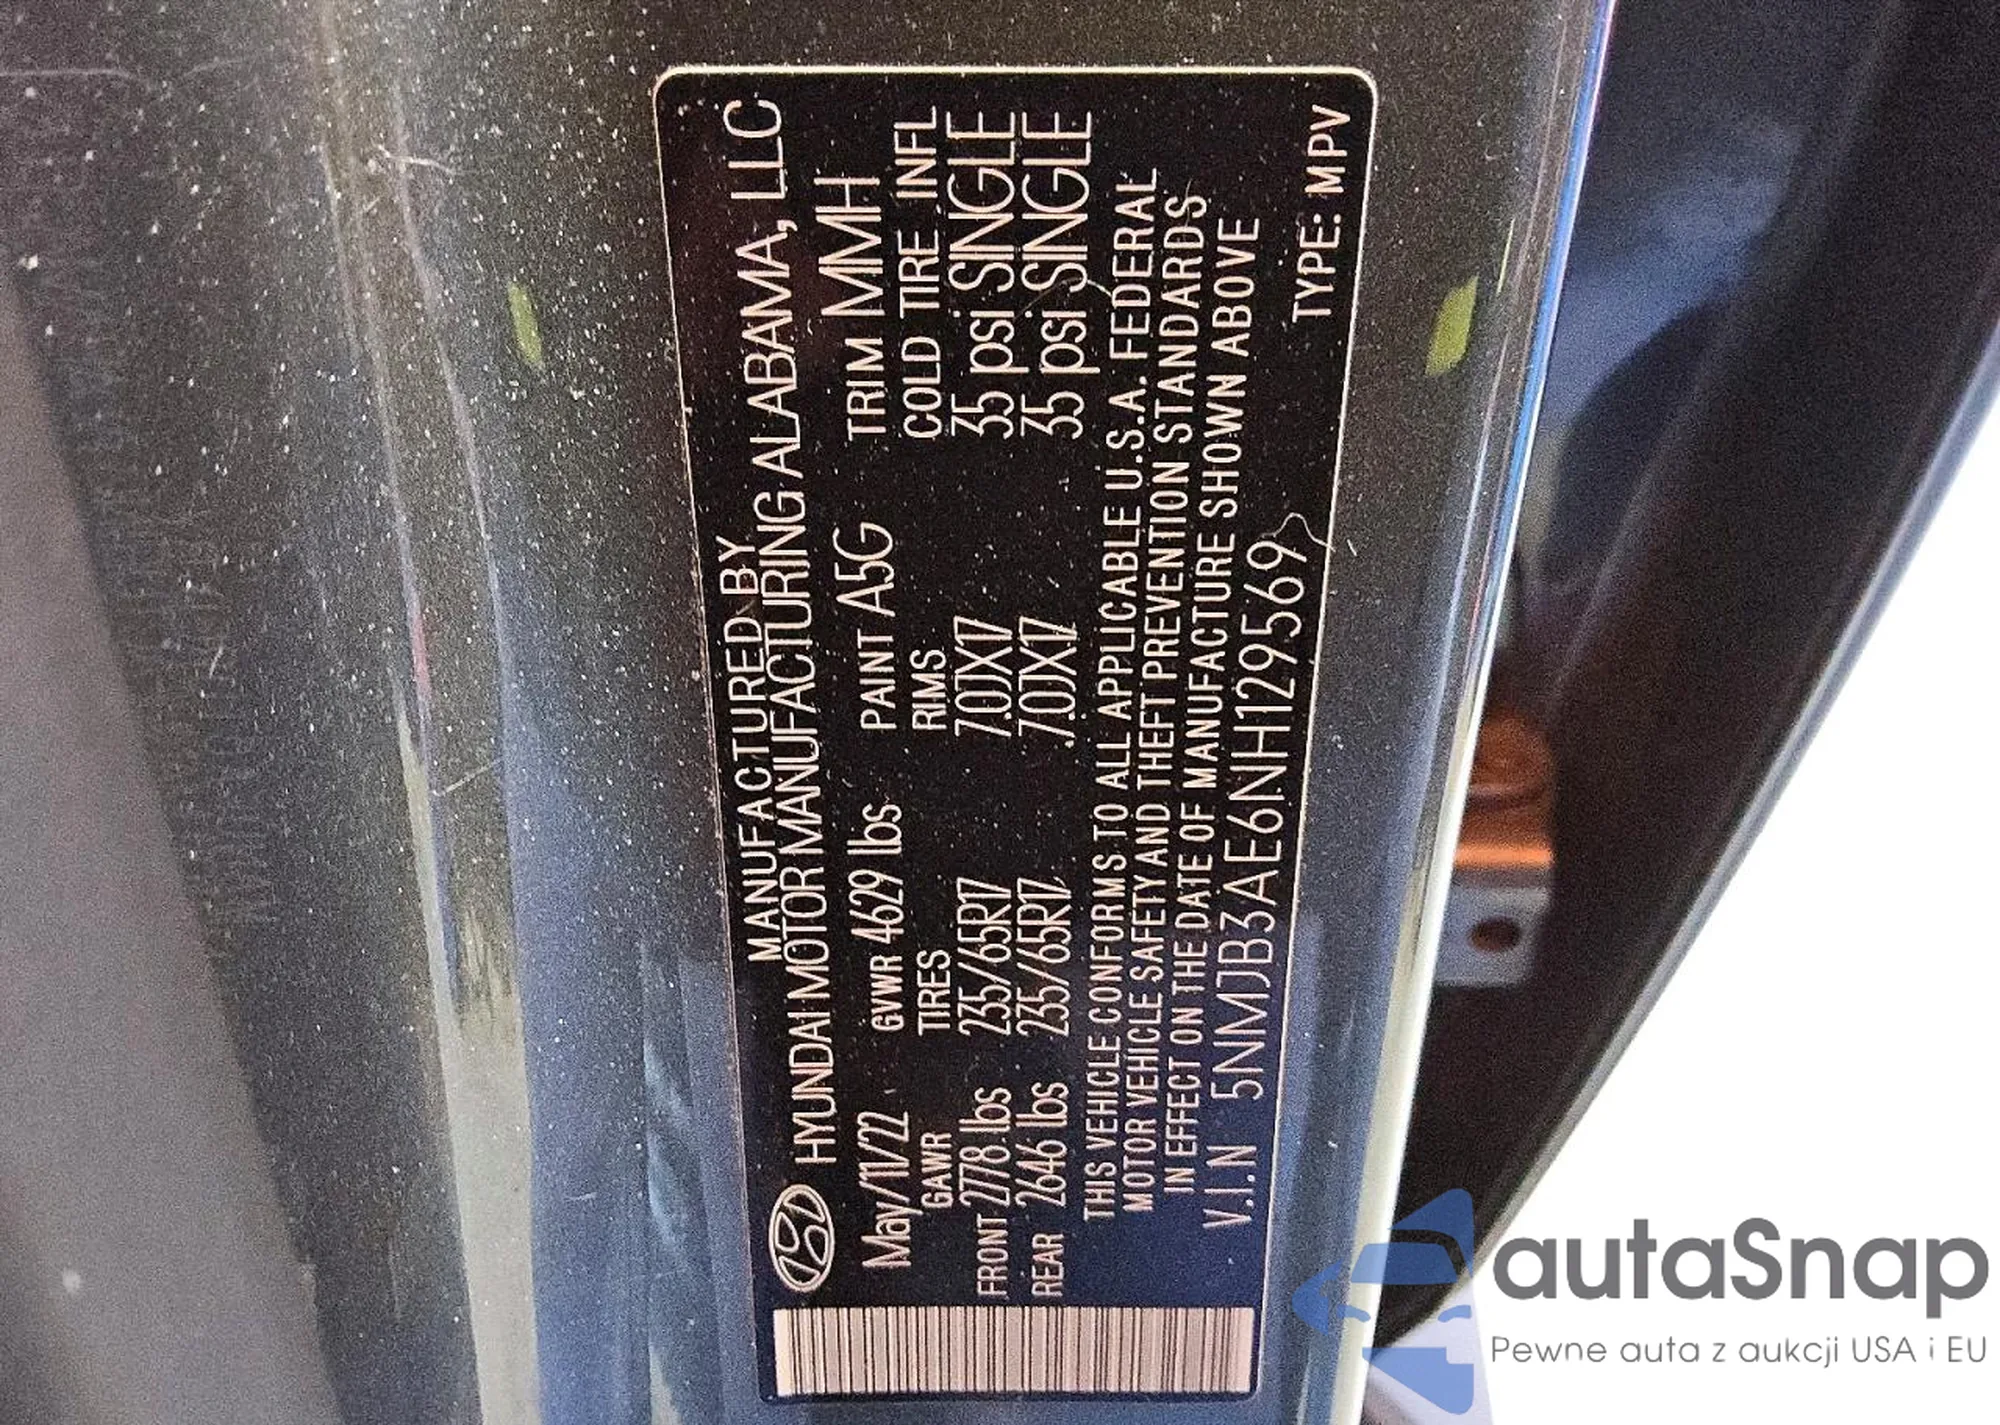 MANUFACTURED BY
HYUNDAI MOTOR MANUFACTURING ALABAMA, LLC
May/11/22 GVWR 4629 lbs PAINT A5G TRIM MMH
GAWR TIRES RIMS COLD TIRE INFL
FRONT 2778 lbs 235/65R17 7.0JX17 35 psi SINGLE
REAR 2646 lbs 235/65R17 7.0JX17 35 psi SINGLE
THIS VEHICLE CONFORMS TO ALL APPLICABLE U.S.A. FEDERAL
MOTOR VEHICLE SAFETY AND THEFT PREVENTION STANDARDS
IN EFFECT ON THE DATE OF MANUFACTURE SHOWN ABOVE
V.I.N 5NMJB3AE6NH129569
TYPE: MPV
autaSnap
Pewne auta z aukcji USA i EU